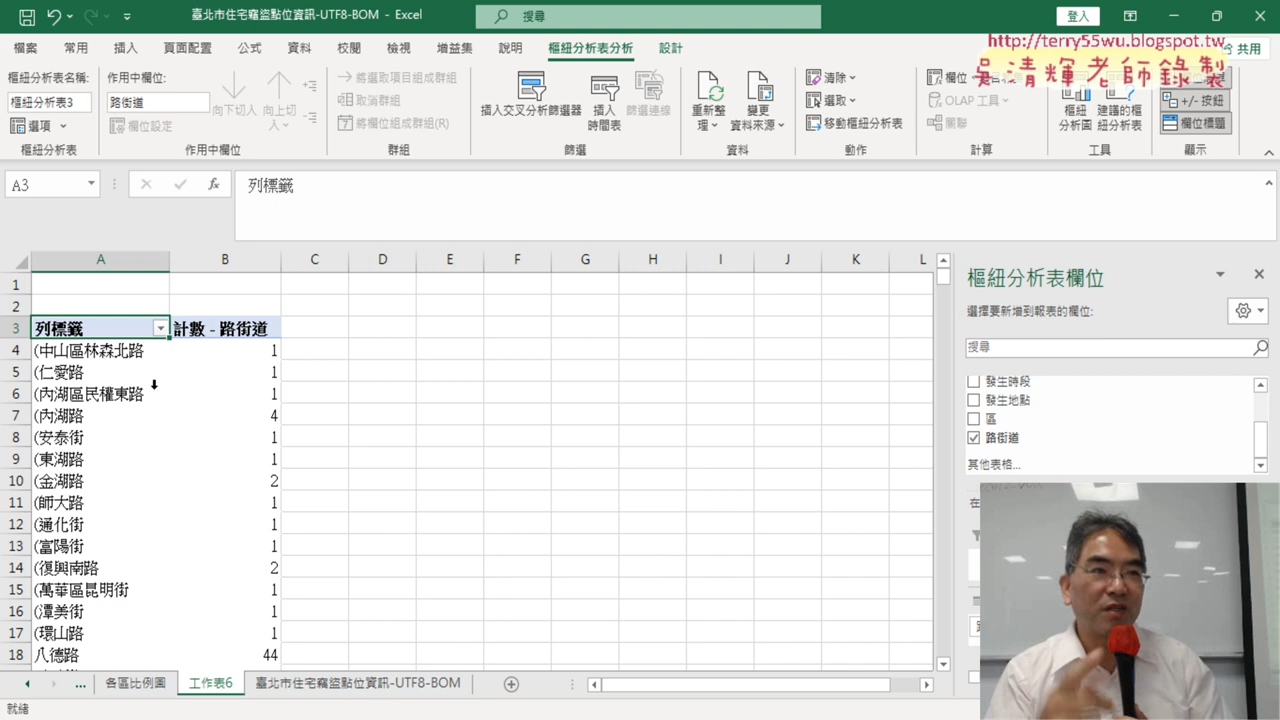 臺北市住宅竊盜點位資訊-UTF8-BOM - Excel
搜尋
登入
檔案 常用 插入 頁面配置 公式 資料 校閱 檢視 增益集 說明 樞紐分析表分析 設計
http://terry55wu.blogspot.tw
共用
吳清輝老師錄製
樞紐分析表名稱:
樞紐分析表3
選項
樞紐分析表
作用中欄位:
路街道
欄位設定
向下切入
向上切入
作用中欄位
將選取項目組成群組
取消群組
將欄位組成群組(R)
群組
插入交叉分析篩選器
插入時間表
篩選連線
篩選
重新整理
變更資料來源
資料
清除
選取
移動樞紐分析表
動作
欄位
OLAP 工具
關聯
計算
樞紐分析圖
建議的樞紐分析表
工具
+/- 按鈕
欄位標題
顯示
A3
fx
列標籤
A B C D E F G H I J K L
1
2
3 列標籤 計數 - 路街道
4 (中山區林森北路 1
5 (仁愛路 1
6 (內湖區民權東路 1
7 (內湖路 4
8 (安泰街 1
9 (東湖路 1
10 (金湖路 2
11 (師大路 1
12 (通化街 1
13 (富陽街 1
14 (復興南路 2
15 (萬華區昆明街 1
16 (潭美街 1
17 (環山路 1
18 八德路 44
樞紐分析表欄位
選擇要新增到報表的欄位:
搜尋
發生時段
發生地點
區
路街道
其他表格...
... 各區比例圖 工作表6 臺北市住宅竊盜點位資訊-UTF8-BOM
就緒